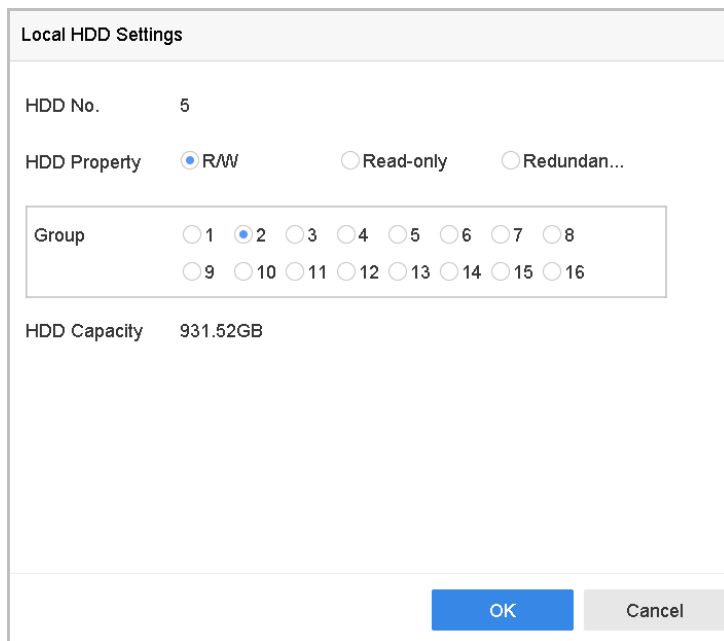 Local HDD Settings
HDD No. 5
HDD Property R/W Read-only Redundan...
Group 1 2 3 4 5 6 7 8
9 10 11 12 13 14 15 16
HDD Capacity 931.52GB
OK Cancel